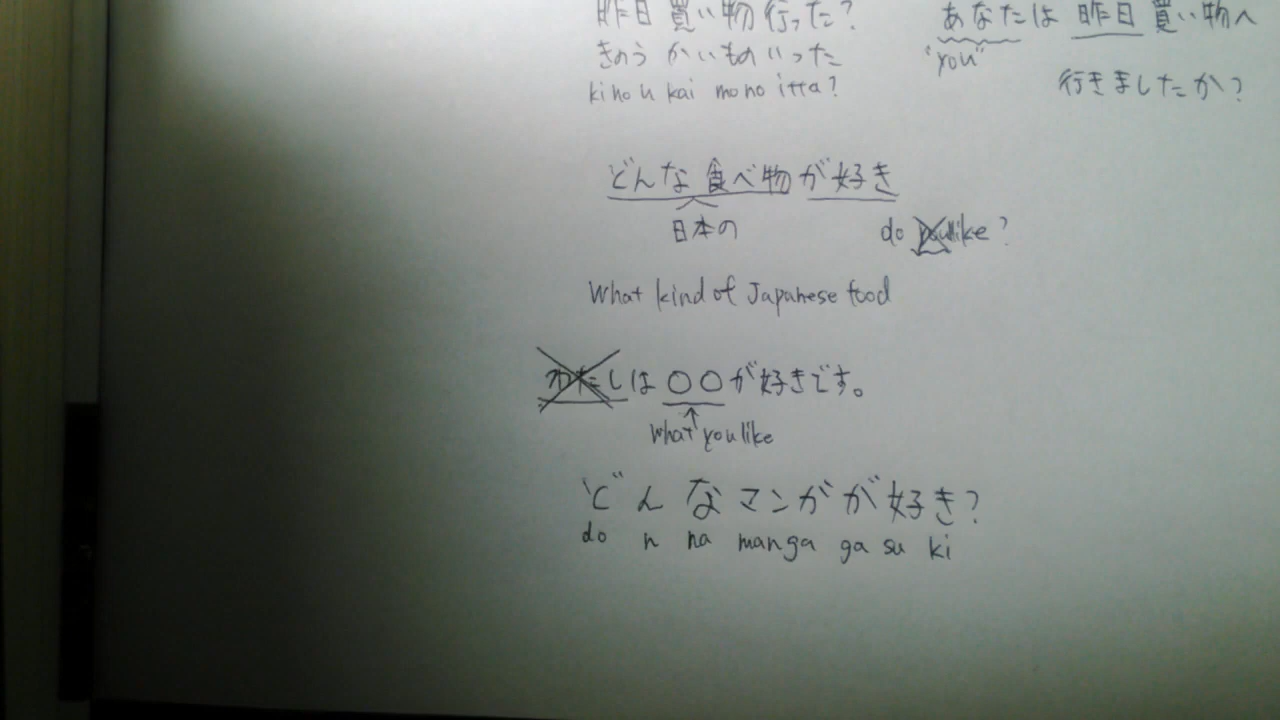 昨日 買い物 行った?
きのう かいもの いった
kinou kai mono itta?
あなたは 昨日 買い物へ
"you"
行きましたか?
どんな 食べ物 が好き
日本の
do you like?
What kind of Japanese food
わたしは 〇〇が好きです。
What you like
どんなマンガが好き?
do n na manga ga su ki